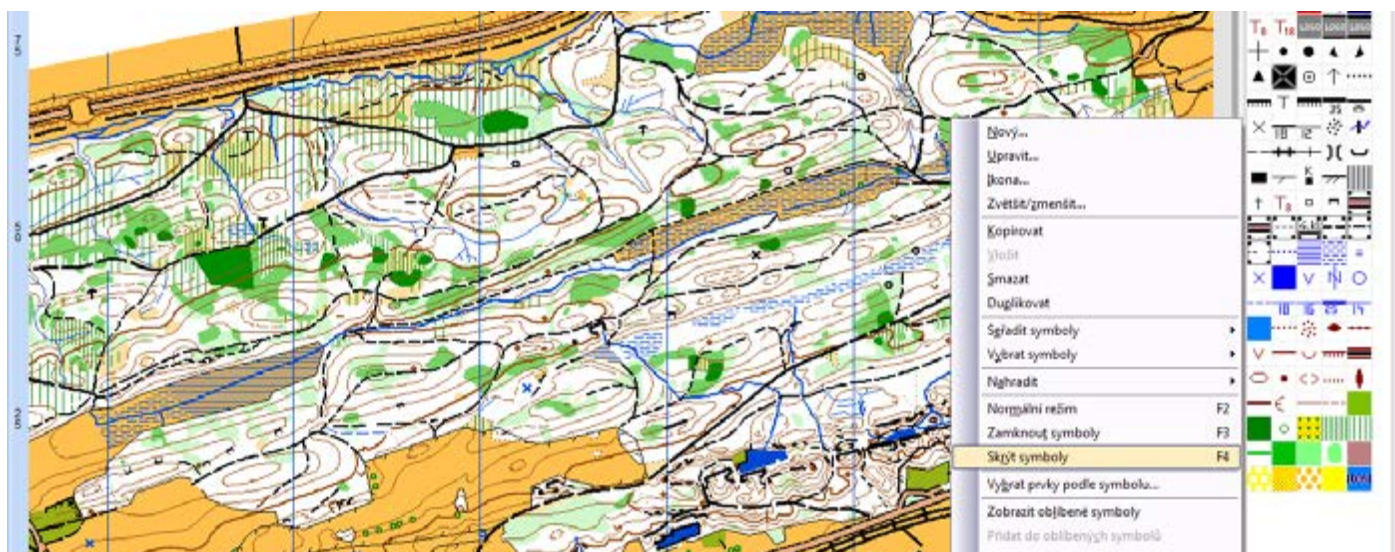 Nový...
Upravit...
Ikona...
Zvětšit/zmenšit...
Kopírovat
Vložit
Smazat
Duplikovat
Seřadit symboly
Vybrat symboly
Nahradit
Normální režim F2
Zamknout symboly F3
Skrýt symboly F4
Vybrat prvky podle symbolu...
Zobrazit oblíbené symboly
Přidat do oblíbených symbolů